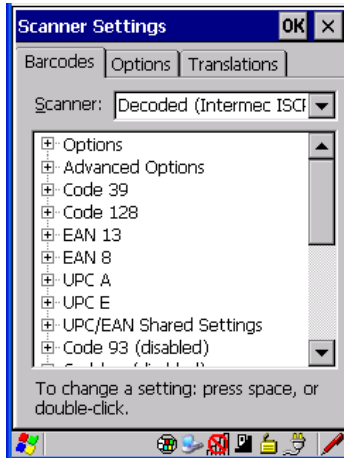 Scanner Settings OK ×
Barcodes Options Translations
Scanner: Decoded (Intermec ISCI
Options
Advanced Options
Code 39
Code 128
EAN 13
EAN 8
UPC A
UPC E
UPC/EAN Shared Settings
Code 93 (disabled)
To change a setting: press space, or
double-click.